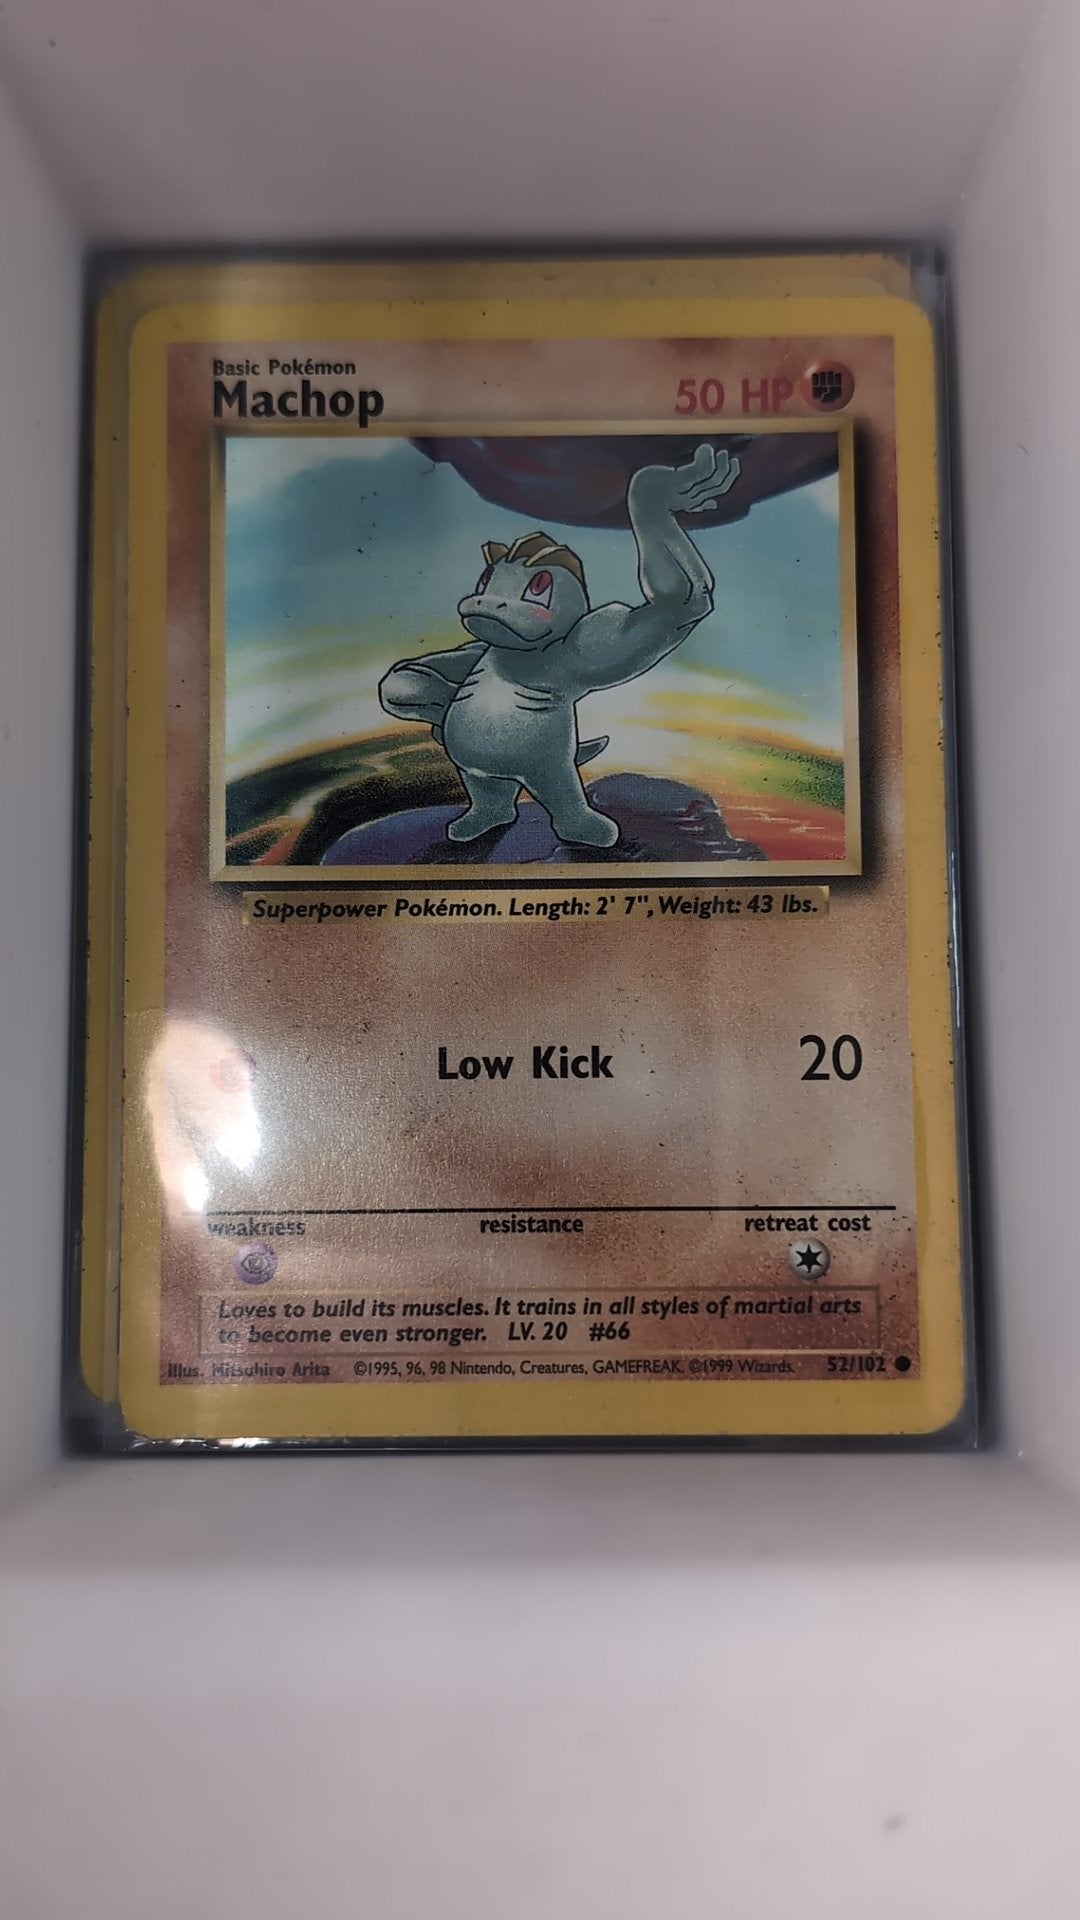 Basic Pokémon
Machop 50 HP
Superpower Pokémon. Length: 2' 7", Weight: 43 lbs.
Low Kick 20
weakness resistance retreat cost
Loves to build its muscles. It trains in all styles of martial arts
to become even stronger. LV. 20 #66
Illus. Mitsuhiro Arita ©1995, 96, 98 Nintendo, Creatures, GAMEFREAK. ©1999 Wizards. 52/102